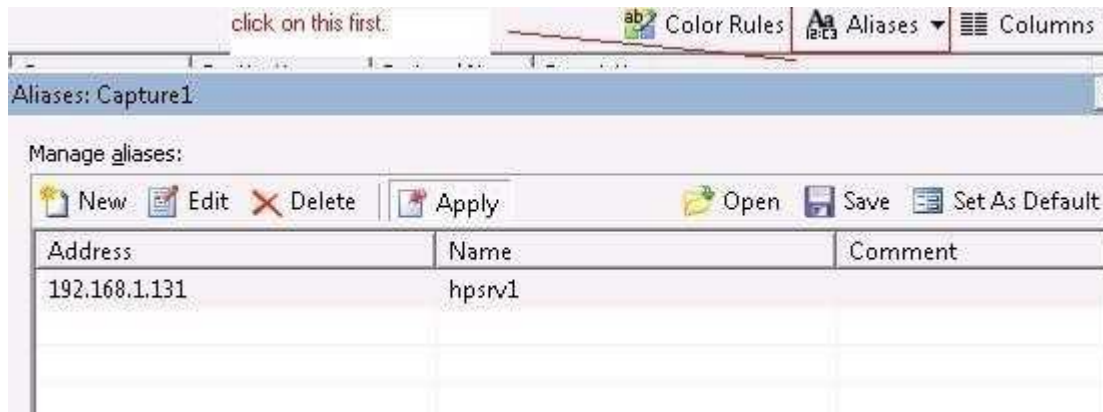 click on this first.
Color Rules Aliases Columns
Aliases: Capture1
Manage aliases:
New Edit Delete Apply Open Save Set As Default
Address Name Comment
192.168.1.131 hpsrv1